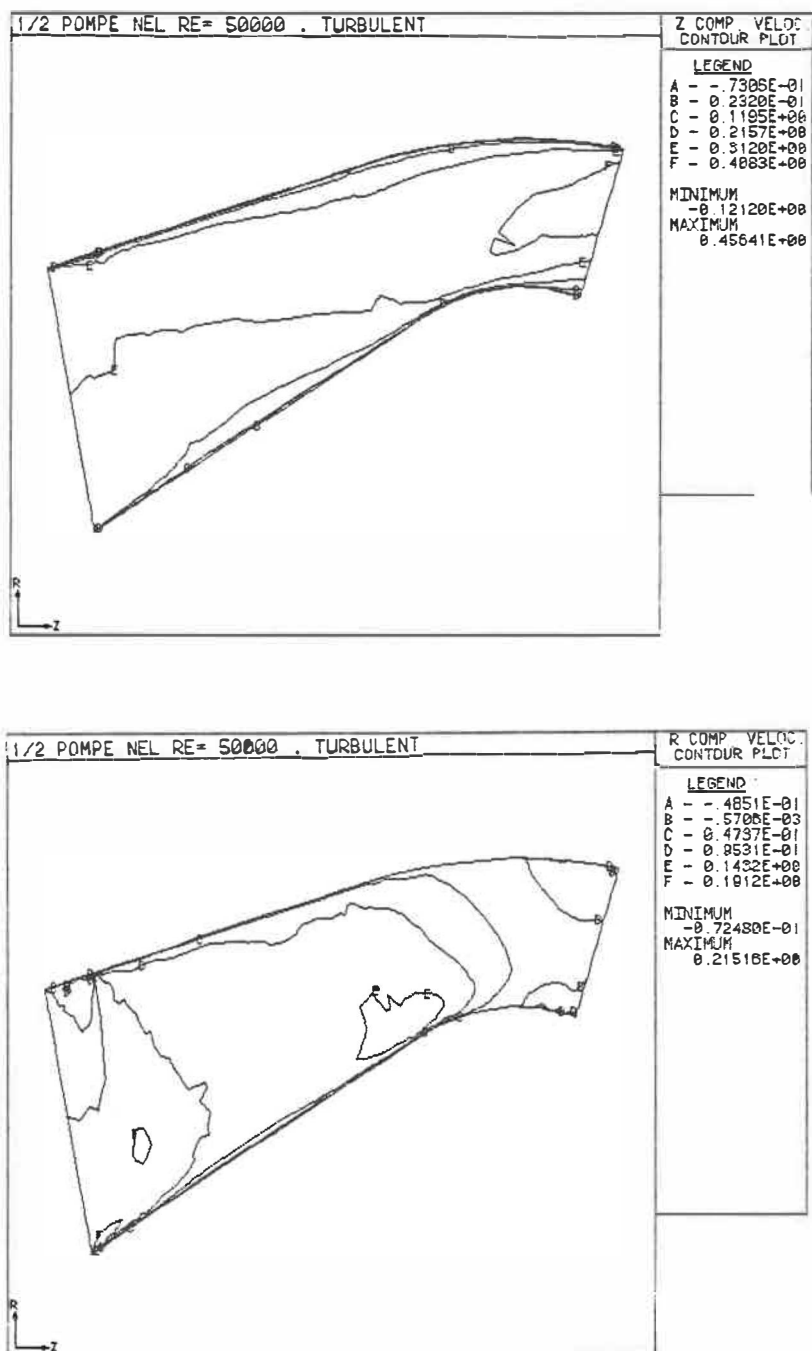 1/2 POMPE NEL RE= 50000 . TURBULENT
Z COMP. VELOC.
CONTOUR PLOT
LEGEND
A - -.7306E-01
B - 0.2320E-01
C - 0.1195E+00
D - 0.2157E+00
E - 0.3120E+00
F - 0.4083E+00
MINIMUM
-0.12120E+00
MAXIMUM
0.45641E+00
R
Z
1/2 POMPE NEL RE= 50000 . TURBULENT
R COMP. VELOC.
CONTOUR PLOT
LEGEND
A - -.4851E-01
B - -.5706E-03
C - 0.4737E-01
D - 0.9531E-01
E - 0.1432E+00
F - 0.1912E+00
MINIMUM
-0.72480E-01
MAXIMUM
0.21516E+00
R
Z